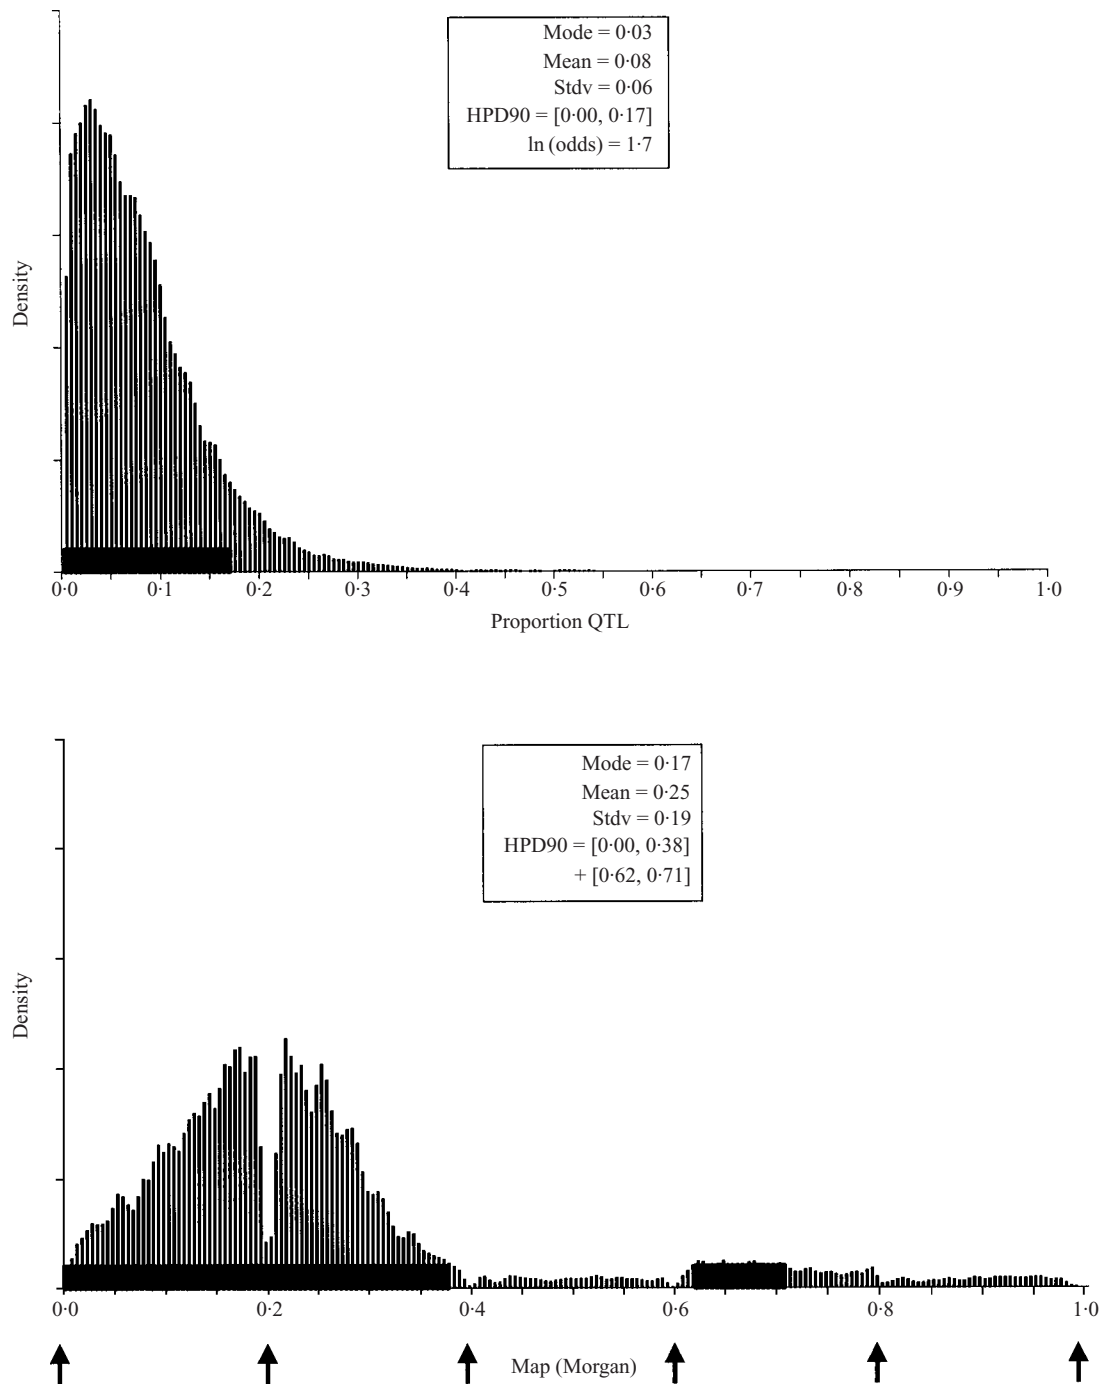 Mode = 0·03
Mean = 0·08
Stdv = 0·06
HPD90 = [0·00, 0·17]
ln (odds) = 1·7
Density
0·0 0·1 0·2 0·3 0·4 0·5 0·6 0·7 0·8 0·9 1·0
Proportion QTL
Mode = 0·17
Mean = 0·25
Stdv = 0·19
HPD90 = [0·00, 0·38]
+ [0·62, 0·71]
Density
0·0 0·2 0·4 0·6 0·8 1·0
Map (Morgan)